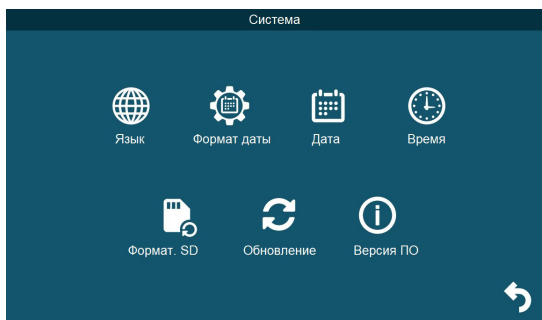 Система
Язык
Формат даты
Дата
Время
Формат. SD
Обновление
Версия ПО